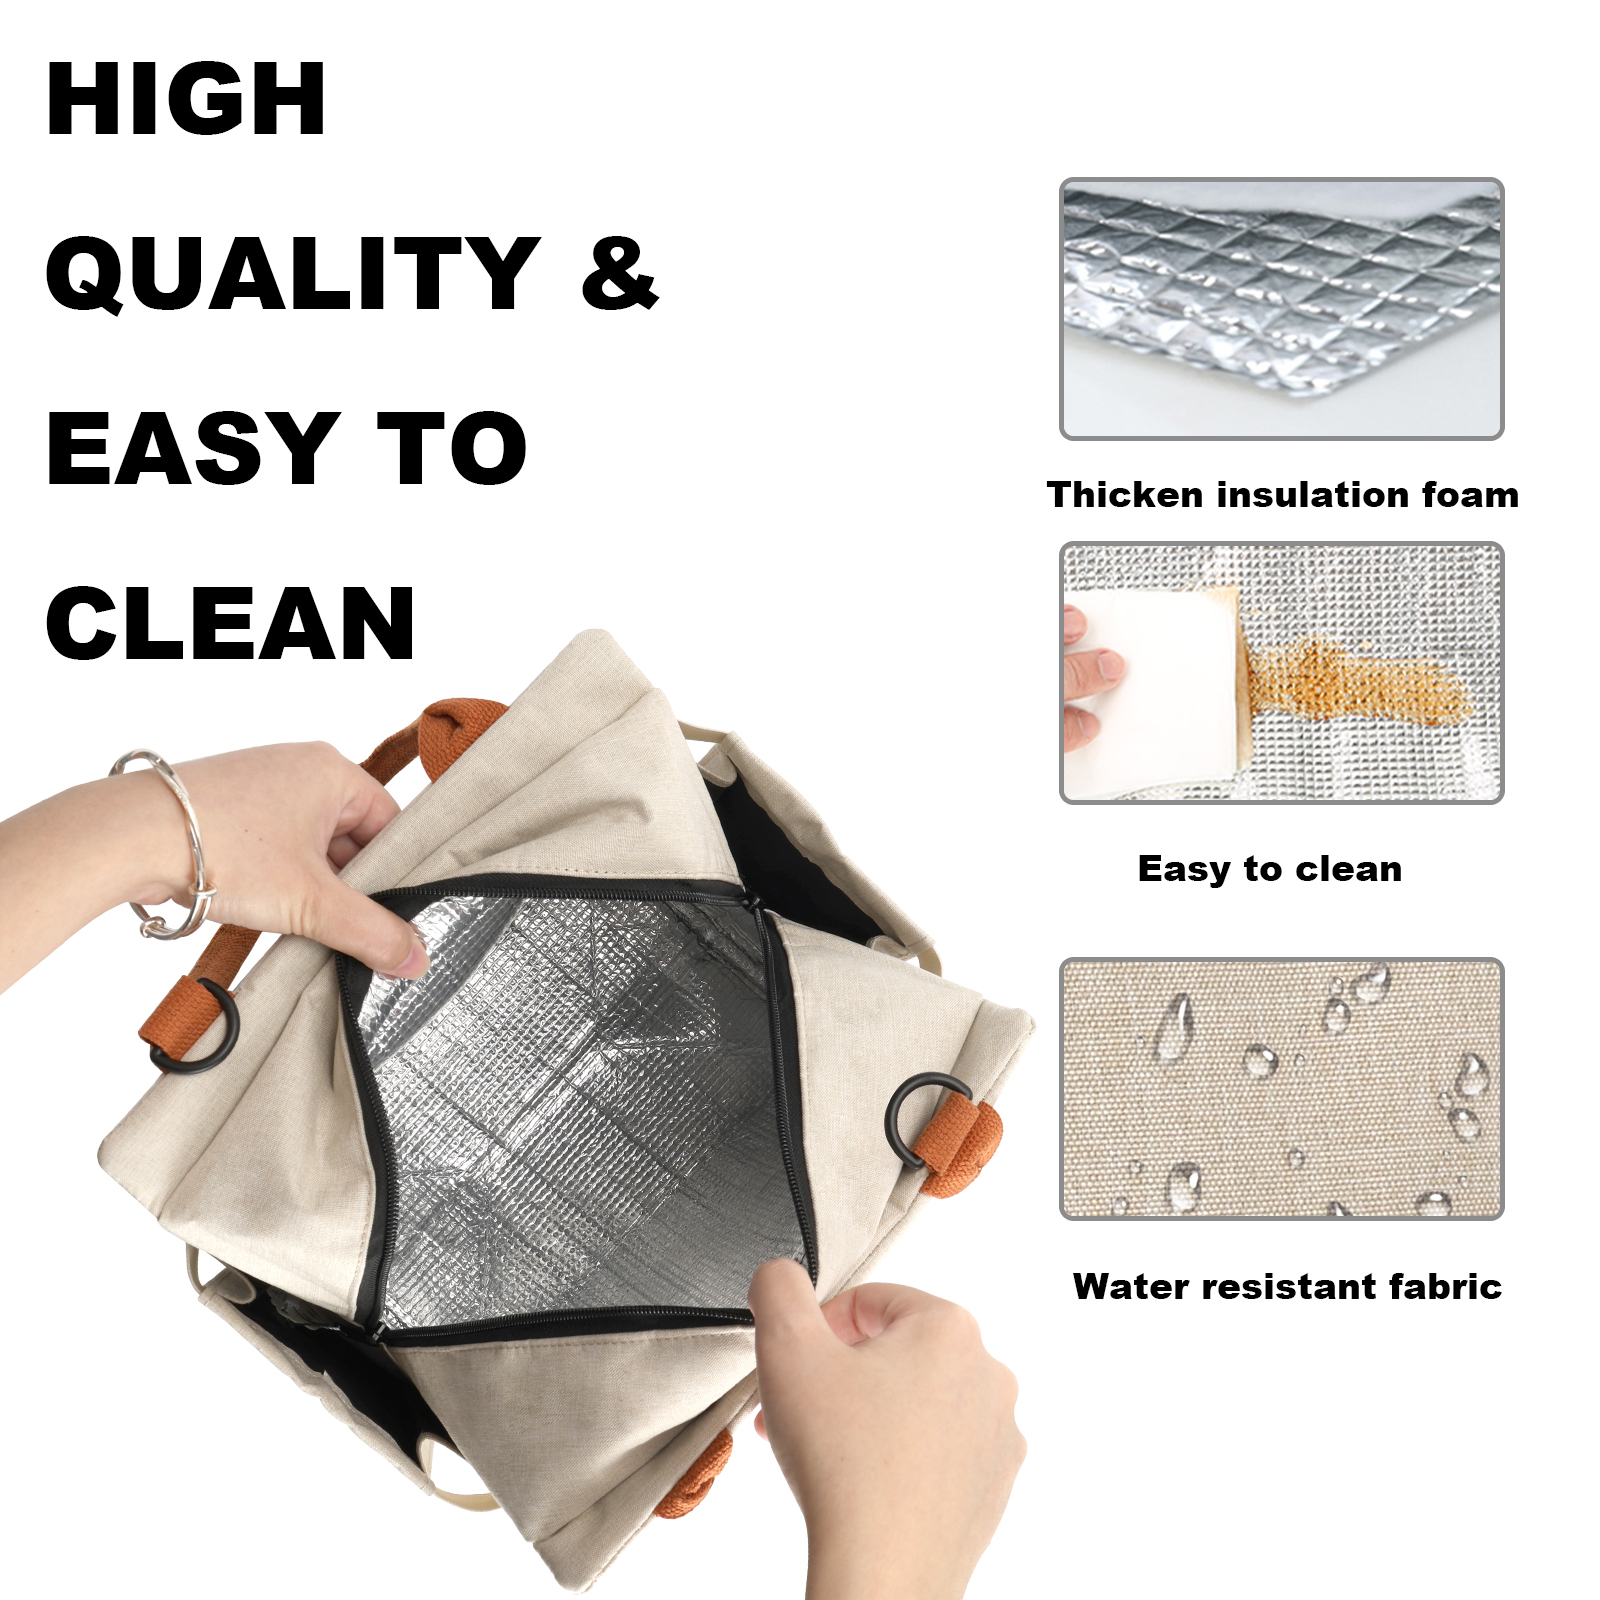 HIGH
QUALITY &
EASY TO
CLEAN
Thicken insulation foam
Easy to clean
Water resistant fabric